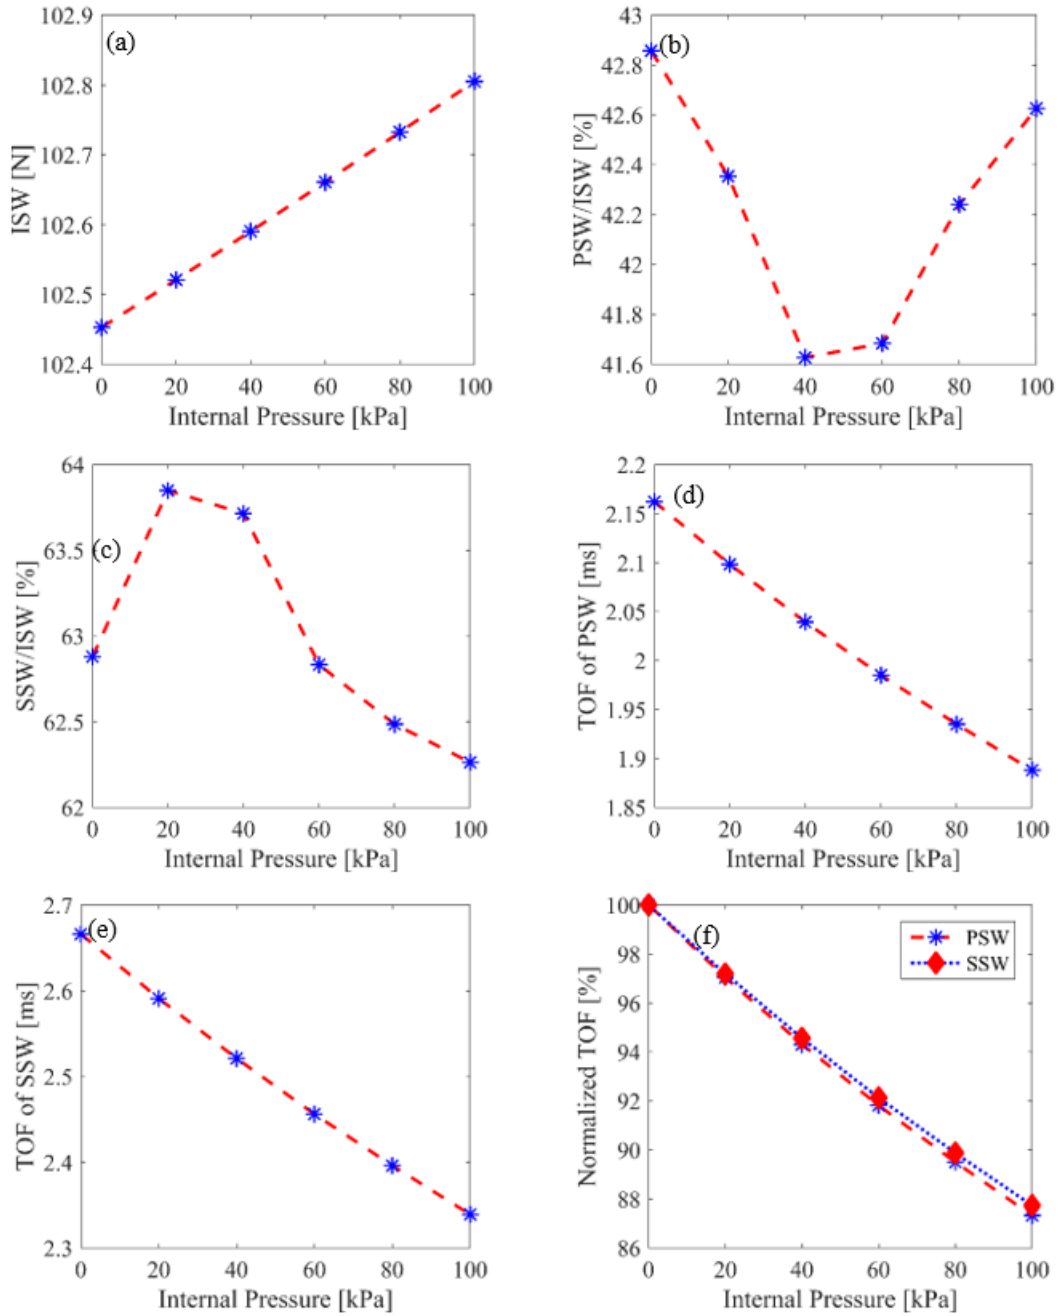 (a)
ISW [N]
102.9
102.8
102.7
102.6
102.5
102.4
0 20 40 60 80 100
Internal Pressure [kPa]
(b)
PSW/ISW [%]
43
42.8
42.6
42.4
42.2
42
41.8
41.6
0 20 40 60 80 100
Internal Pressure [kPa]
(c)
SSW/ISW [%]
64
63.5
63
62.5
62
0 20 40 60 80 100
Internal Pressure [kPa]
(d)
TOF of PSW [ms]
2.2
2.15
2.1
2.05
2
1.95
1.9
1.85
0 20 40 60 80 100
Internal Pressure [kPa]
(e)
TOF of SSW [ms]
2.7
2.6
2.5
2.4
2.3
0 20 40 60 80 100
Internal Pressure [kPa]
(f)
Normalized TOF [%]
100
98
96
94
92
90
88
86
0 20 40 60 80 100
Internal Pressure [kPa]
PSW
SSW